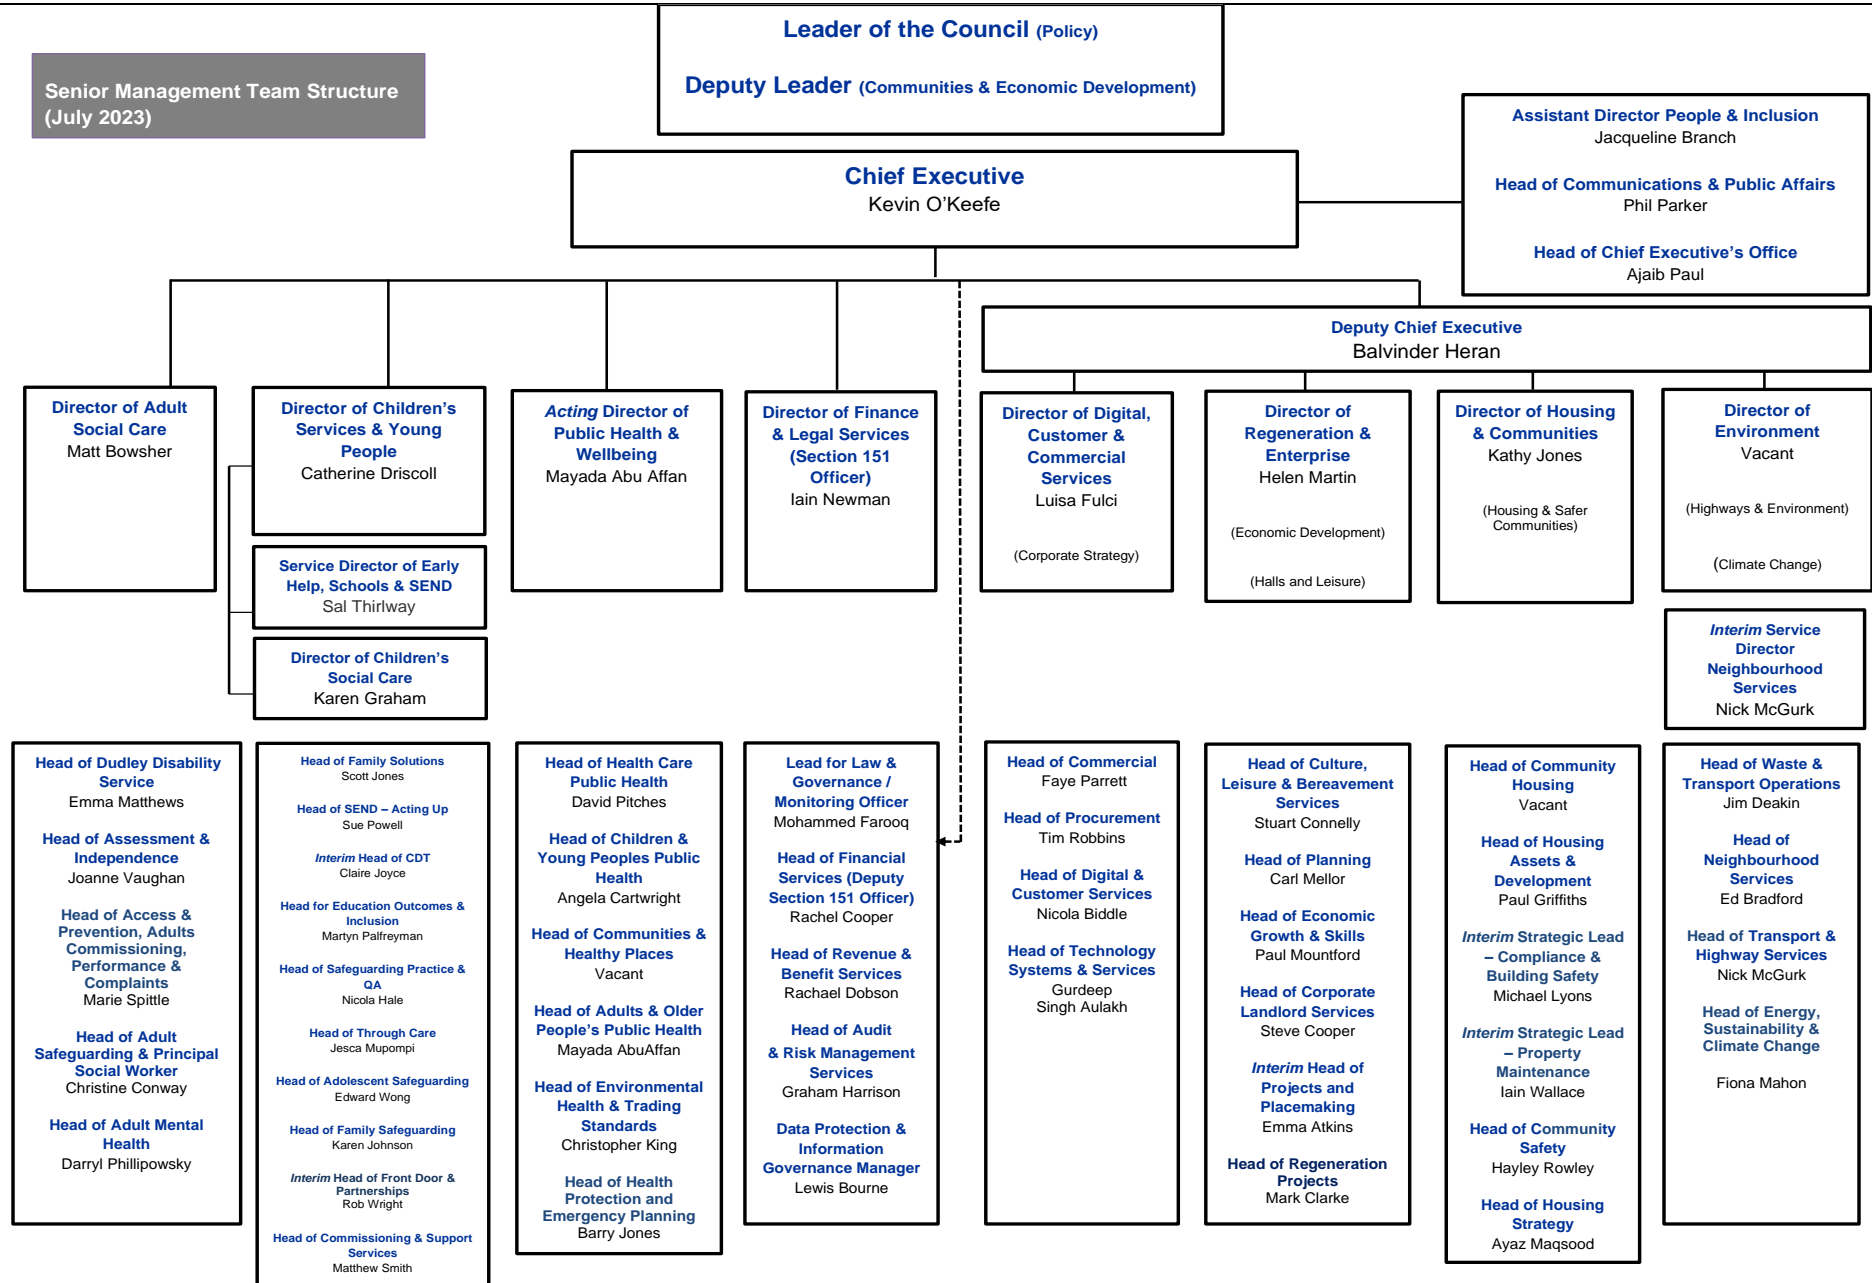 Leader of the Council (Policy)
Deputy Leader (Communities & Economic Development)
Senior Management Team Structure
(July 2023)
Assistant Director People & Inclusion
Jacqueline Branch
Head of Communications & Public Affairs
Phil Parker
Head of Chief Executive's Office
Ajaib Paul
Chief Executive
Kevin O'Keefe
Deputy Chief Executive
Balvinder Heran
Director of Adult
Social Care
Matt Bowsher
Director of Children's
Services & Young
People
Catherine Driscoll
Service Director of Early
Help, Schools & SEND
Sal Thirlway
Director of Children's
Social Care
Karen Graham
Acting Director of
Public Health &
Wellbeing
Mayada Abu Affan
Director of Finance
& Legal Services
(Section 151
Officer)
Iain Newman
Director of Digital,
Customer &
Commercial
Services
Luisa Fulci
(Corporate Strategy)
Director of
Regeneration &
Enterprise
Helen Martin
(Economic Development)
(Halls and Leisure)
Director of Housing
& Communities
Kathy Jones
(Housing & Safer
Communities)
Director of
Environment
Vacant
(Highways & Environment)
(Climate Change)
Interim Service
Director
Neighbourhood
Services
Nick McGurk
Head of Dudley Disability
Service
Emma Matthews
Head of Assessment &
Independence
Joanne Vaughan
Head of Access &
Prevention, Adults
Commissioning,
Performance &
Complaints
Marie Spittle
Head of Adult
Safeguarding & Principal
Social Worker
Christine Conway
Head of Adult Mental
Health
Darryl Phillipowsky
Head of Family Solutions
Scott Jones
Head of SEND – Acting Up
Sue Powell
Interim Head of CDT
Claire Joyce
Head for Education Outcomes &
Inclusion
Martyn Palfreyman
Head of Safeguarding Practice &
QA
Nicola Hale
Head of Through Care
Jesca Mupompi
Head of Adolescent Safeguarding
Edward Wong
Head of Family Safeguarding
Karen Johnson
Interim Head of Front Door &
Partnerships
Rob Wright
Head of Commissioning & Support
Services
Matthew Smith
Head of Health Care
Public Health
David Pitches
Head of Children &
Young Peoples Public
Health
Angela Cartwright
Head of Communities &
Healthy Places
Vacant
Head of Adults & Older
People's Public Health
Mayada AbuAffan
Head of Environmental
Health & Trading
Standards
Christopher King
Head of Health
Protection and
Emergency Planning
Barry Jones
Lead for Law &
Governance /
Monitoring Officer
Mohammed Farooq
Head of Financial
Services (Deputy
Section 151 Officer)
Rachel Cooper
Head of Revenue &
Benefit Services
Rachael Dobson
Head of Audit
& Risk Management
Services
Graham Harrison
Data Protection &
Information
Governance Manager
Lewis Bourne
Head of Commercial
Faye Parrett
Head of Procurement
Tim Robbins
Head of Digital &
Customer Services
Nicola Biddle
Head of Technology
Systems & Services
Gurdeep
Singh Aulakh
Head of Culture,
Leisure & Bereavement
Services
Stuart Connelly
Head of Planning
Carl Mellor
Head of Economic
Growth & Skills
Paul Mountford
Head of Corporate
Landlord Services
Steve Cooper
Interim Head of
Projects and
Placemaking
Emma Atkins
Head of Regeneration
Projects
Mark Clarke
Head of Community
Housing
Vacant
Head of Housing
Assets &
Development
Paul Griffiths
Interim Strategic Lead
– Compliance &
Building Safety
Michael Lyons
Interim Strategic Lead
– Property
Maintenance
Iain Wallace
Head of Community
Safety
Hayley Rowley
Head of Housing
Strategy
Ayaz Maqsood
Head of Waste &
Transport Operations
Jim Deakin
Head of
Neighbourhood
Services
Ed Bradford
Head of Transport &
Highway Services
Nick McGurk
Head of Energy,
Sustainability &
Climate Change
Fiona Mahon